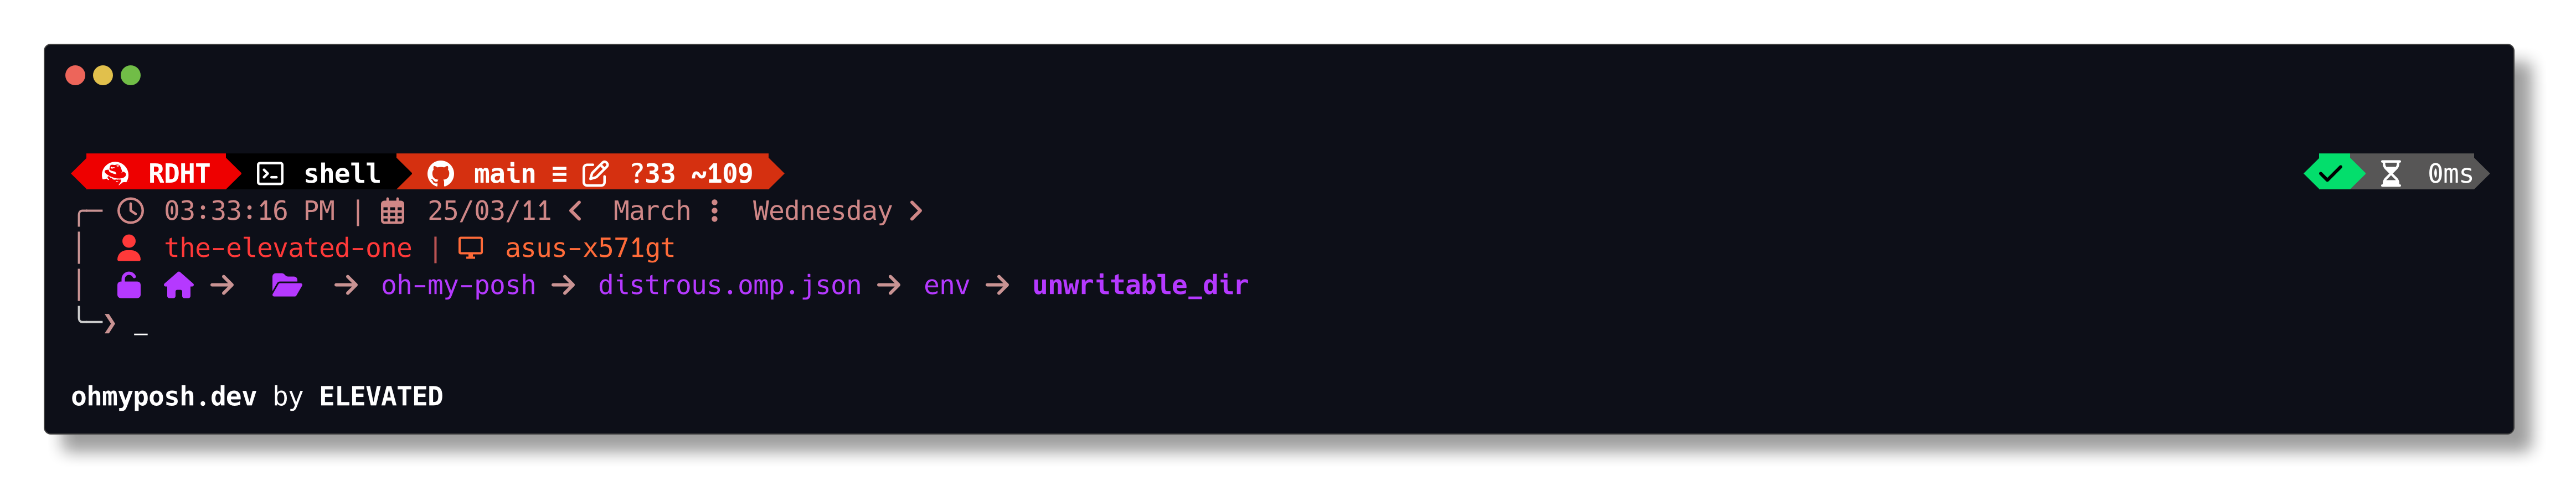 RDHT shell main ≡ ?33 ~109 0ms
03:33:16 PM | 25/03/11 < March ⋮ Wednesday >
the-elevated-one | asus-x571gt
→ → oh-my-posh → distrous.omp.json → env → unwritable_dir
❯ _
ohmyposh.dev by ELEVATED